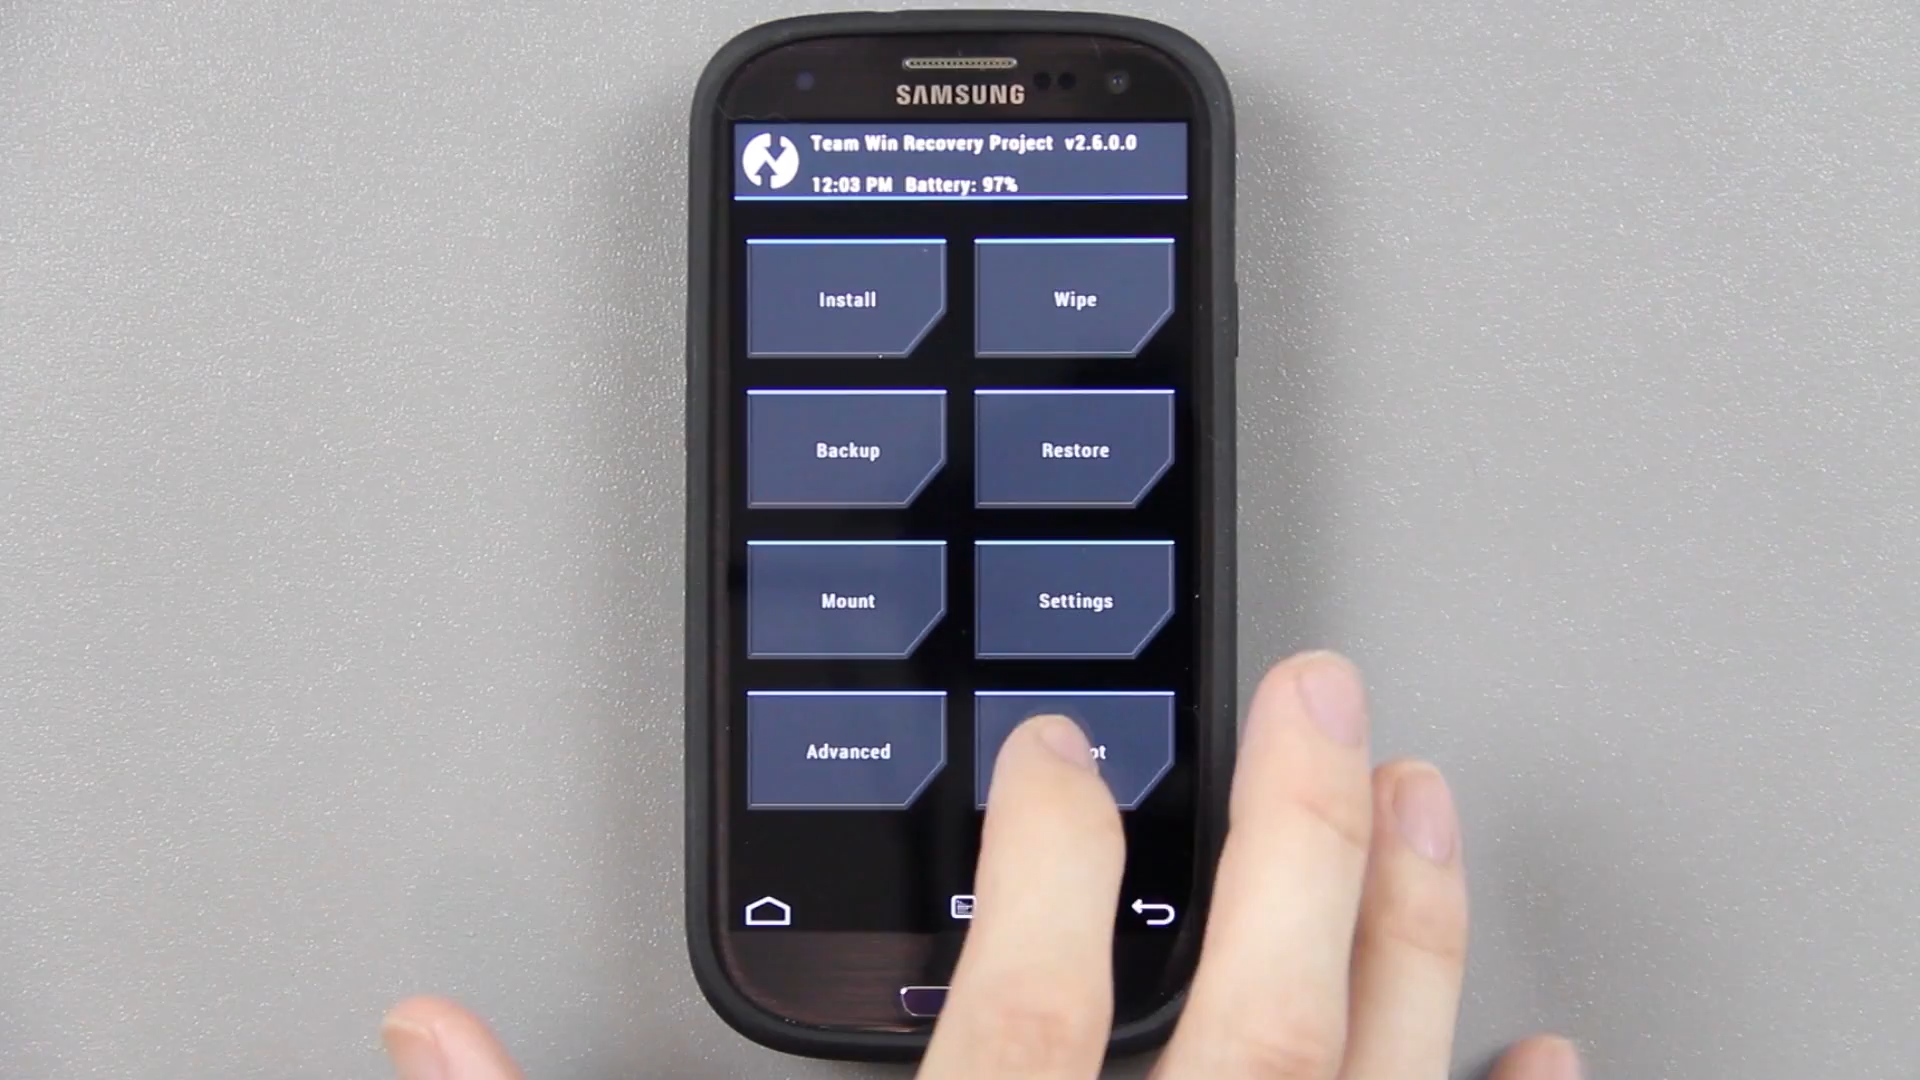 SAMSUNG
Team Win Recovery Project v2.6.0.0
12:03 PM Battery: 97%
Install
Wipe
Backup
Restore
Mount
Settings
Advanced